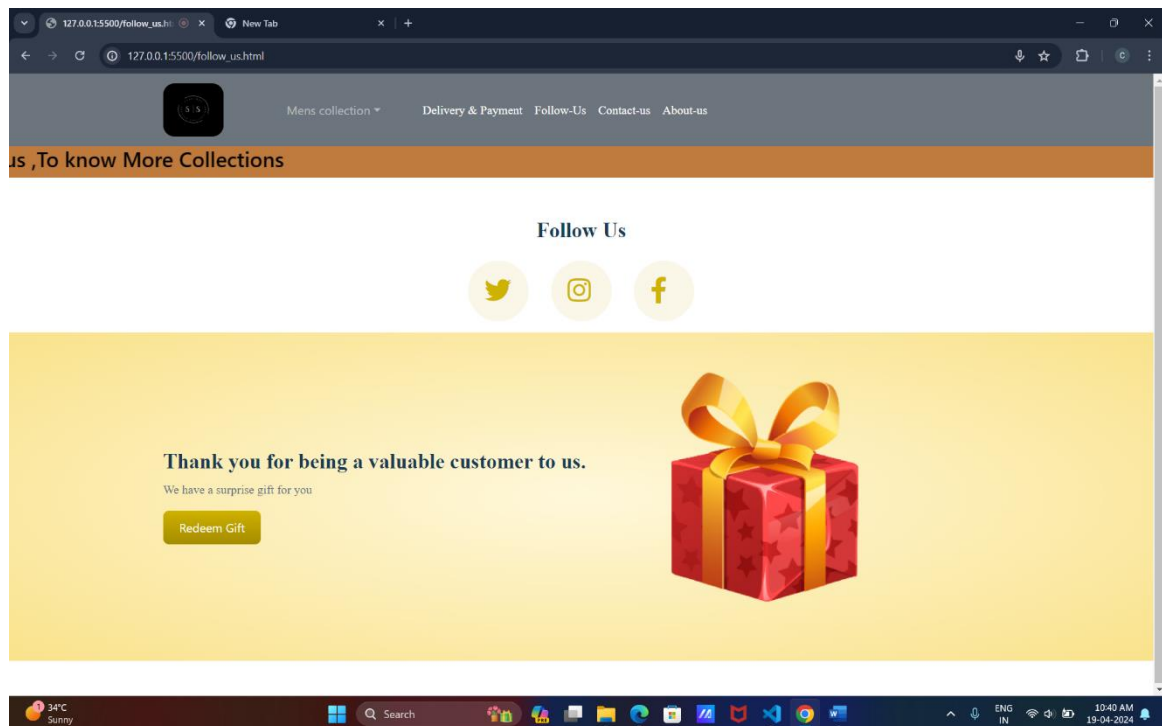 127.0.0.1:5500/follow_us.ht
New Tab
127.0.0.1:5500/follow_us.html
C
S S
Mens collection Delivery & Payment Follow-Us Contact-us About-us
us ,To know More Collections
Follow Us
Thank you for being a valuable customer to us.
We have a surprise gift for you
Redeem Gift
1
34°C
Sunny
Search
ENG
IN
10:40 AM
19-04-2024